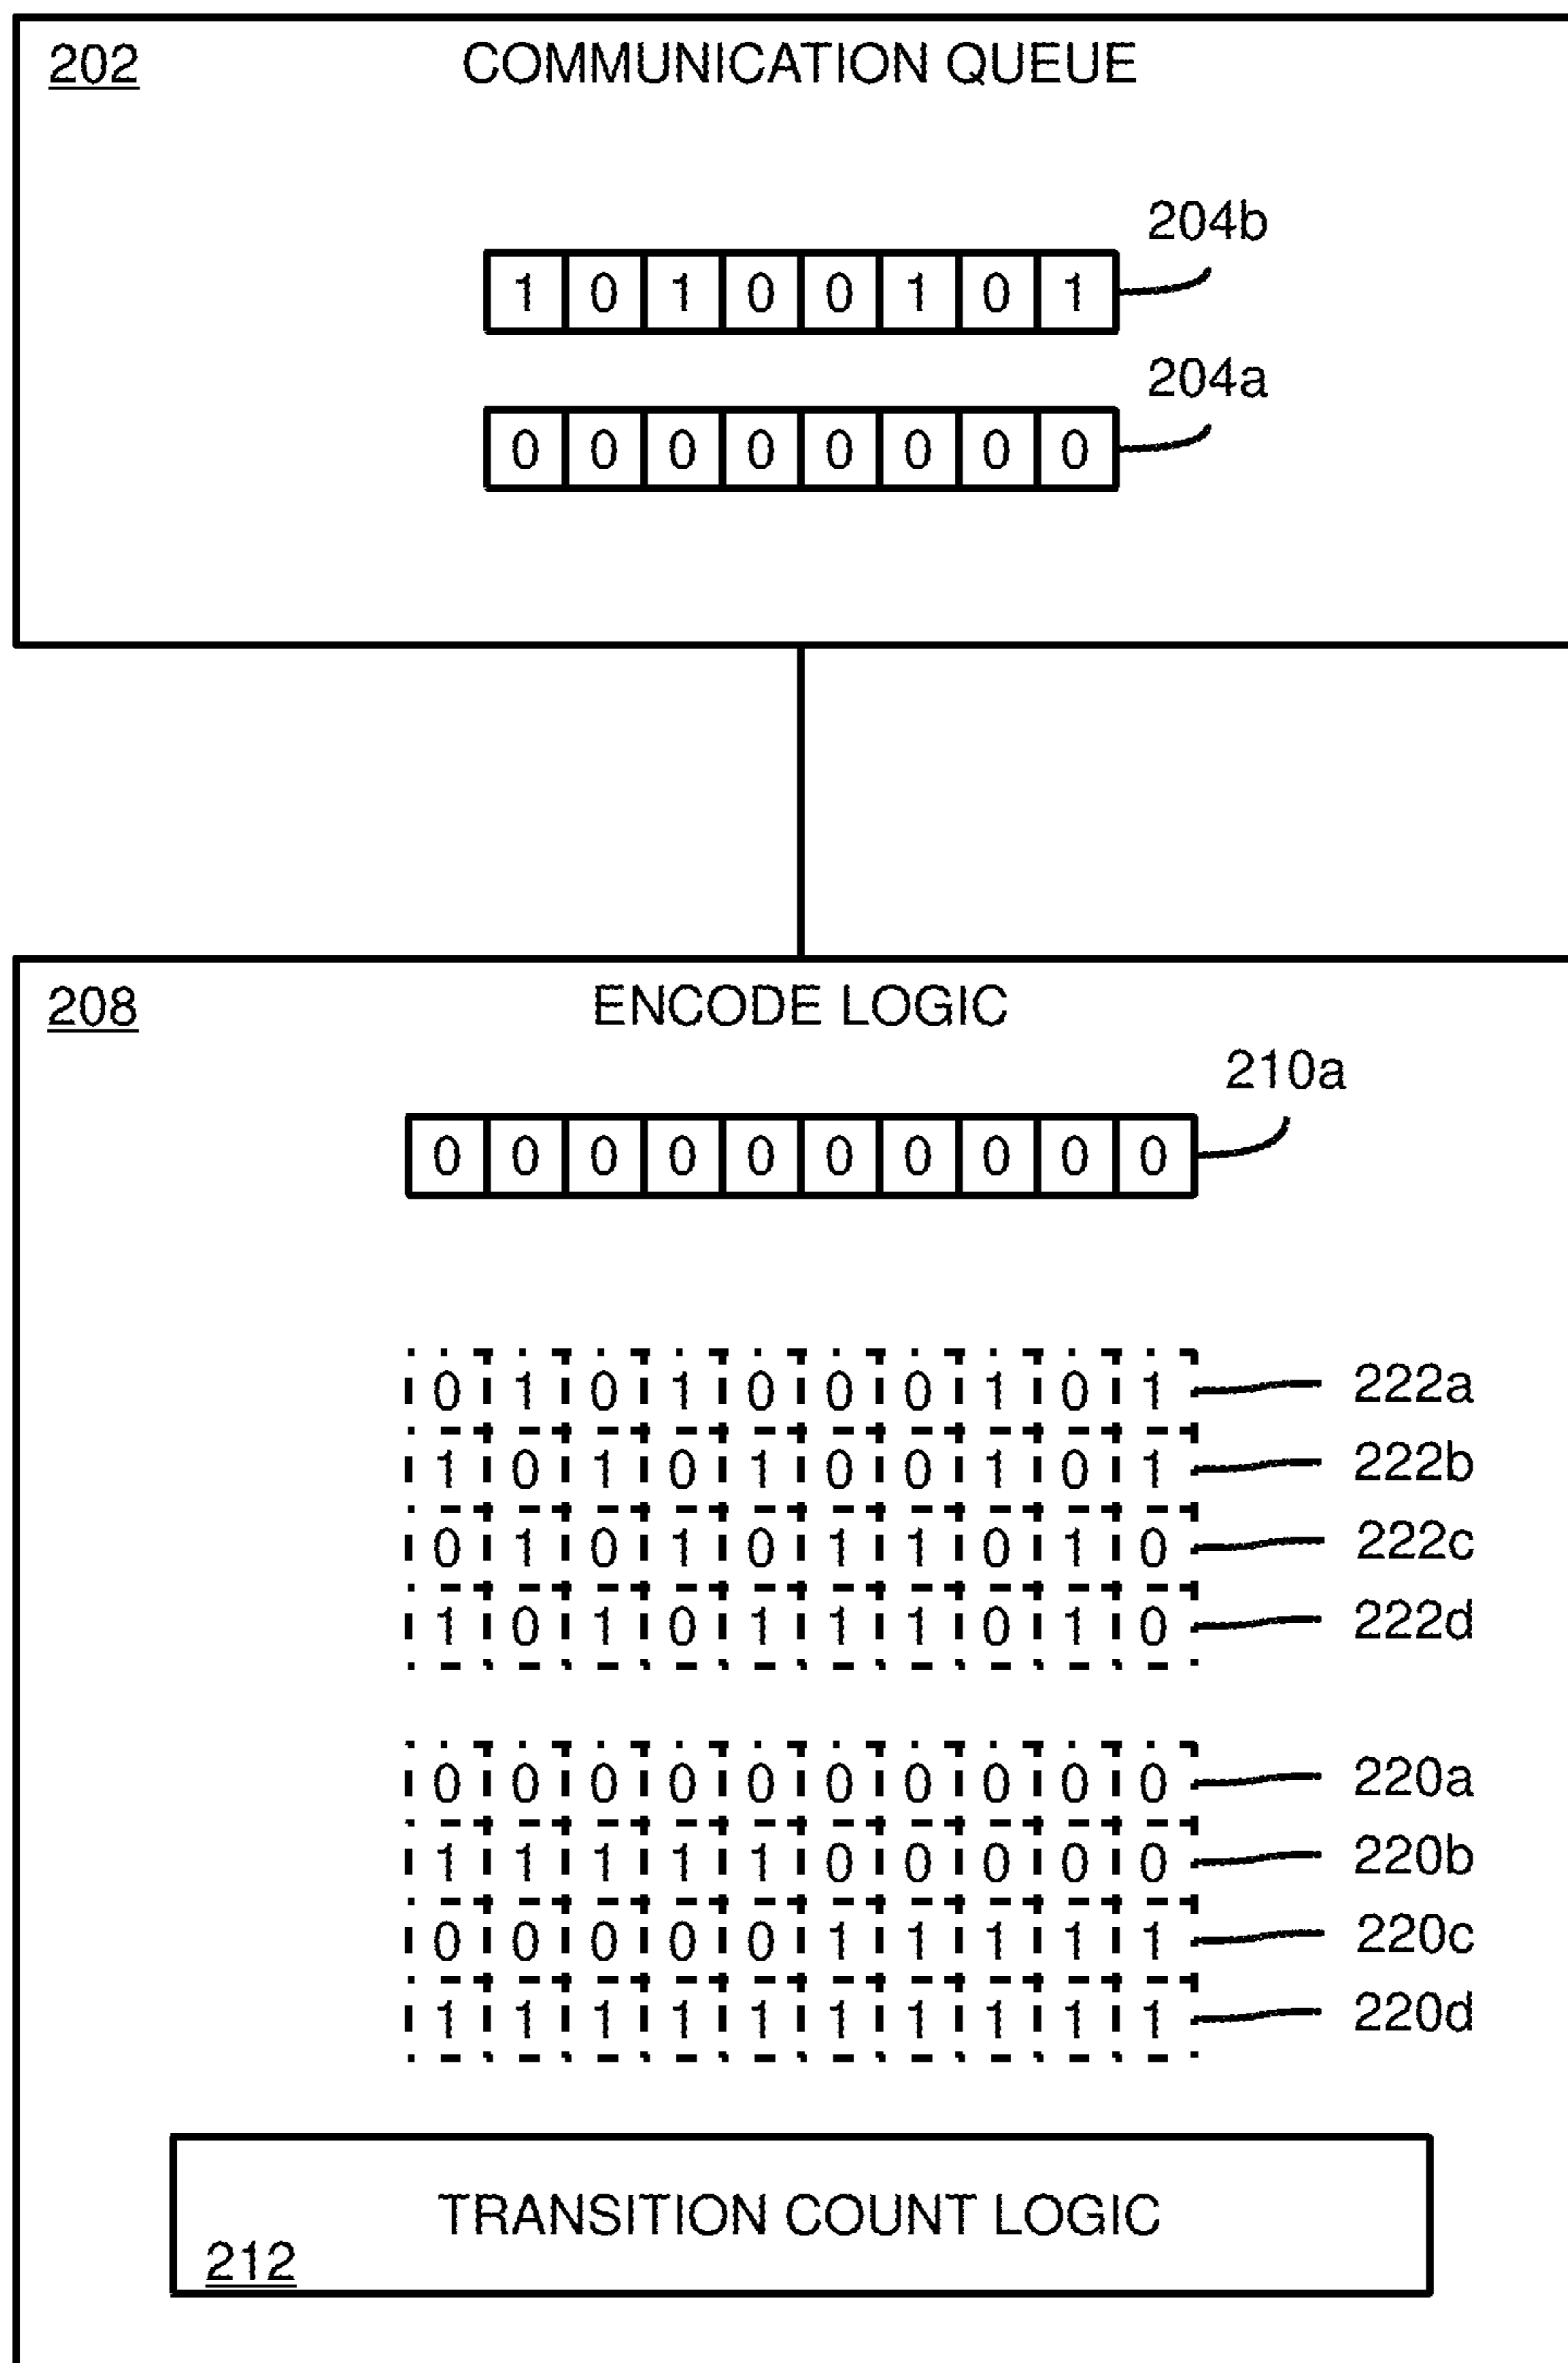 202 COMMUNICATION QUEUE
204b
1 0 1 0 0 1 0 1
204a
0 0 0 0 0 0 0 0
208 ENCODE LOGIC
210a
0 0 0 0 0 0 0 0 0 0
0 1 0 1 0 0 0 1 0 1 222a
1 0 1 0 1 0 0 1 0 1 222b
0 1 0 1 0 1 1 0 1 0 222c
1 0 1 0 1 1 1 0 1 0 222d
0 0 0 0 0 0 0 0 0 0 220a
1 1 1 1 1 0 0 0 0 0 220b
0 0 0 0 0 1 1 1 1 1 220c
1 1 1 1 1 1 1 1 1 1 220d
TRANSITION COUNT LOGIC
212